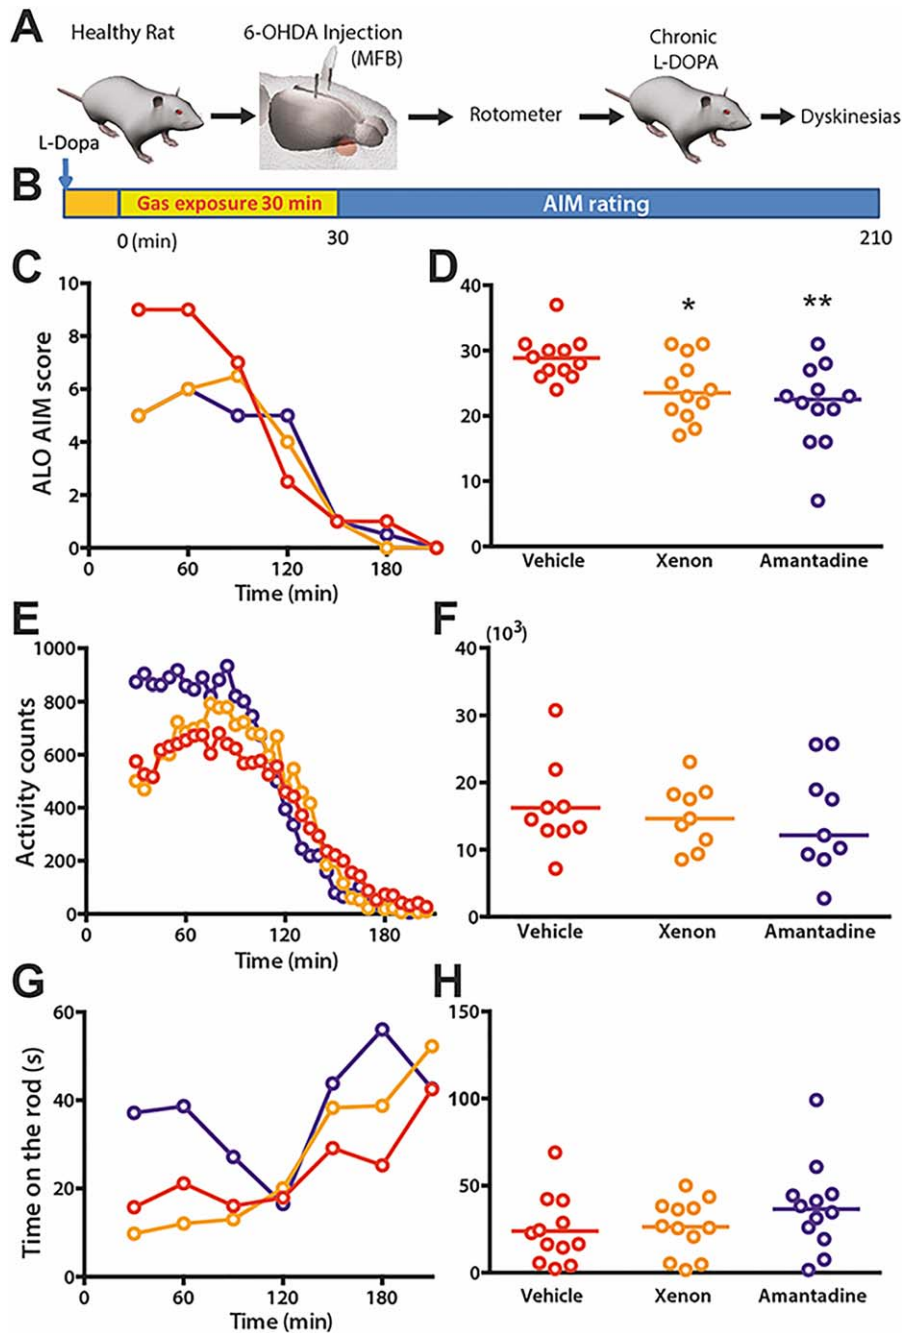 A
Healthy Rat
6-OHDA Injection
(MFB)
Rotometer
Chronic
L-DOPA
Dyskinesias
L-Dopa
B
Gas exposure 30 min
AIM rating
0 (min)
30
210
C
ALO AIM score
10
8
6
4
2
0
0
60
120
180
Time (min)
D
40
30
20
10
0
*
**
Vehicle
Xenon
Amantadine
E
Activity counts
1000
800
600
400
200
0
0
60
120
180
Time (min)
F
(10³)
40
30
20
10
0
Vehicle
Xenon
Amantadine
G
Time on the rod (s)
60
40
20
0
0
60
120
180
Time (min)
H
150
100
50
0
Vehicle
Xenon
Amantadine